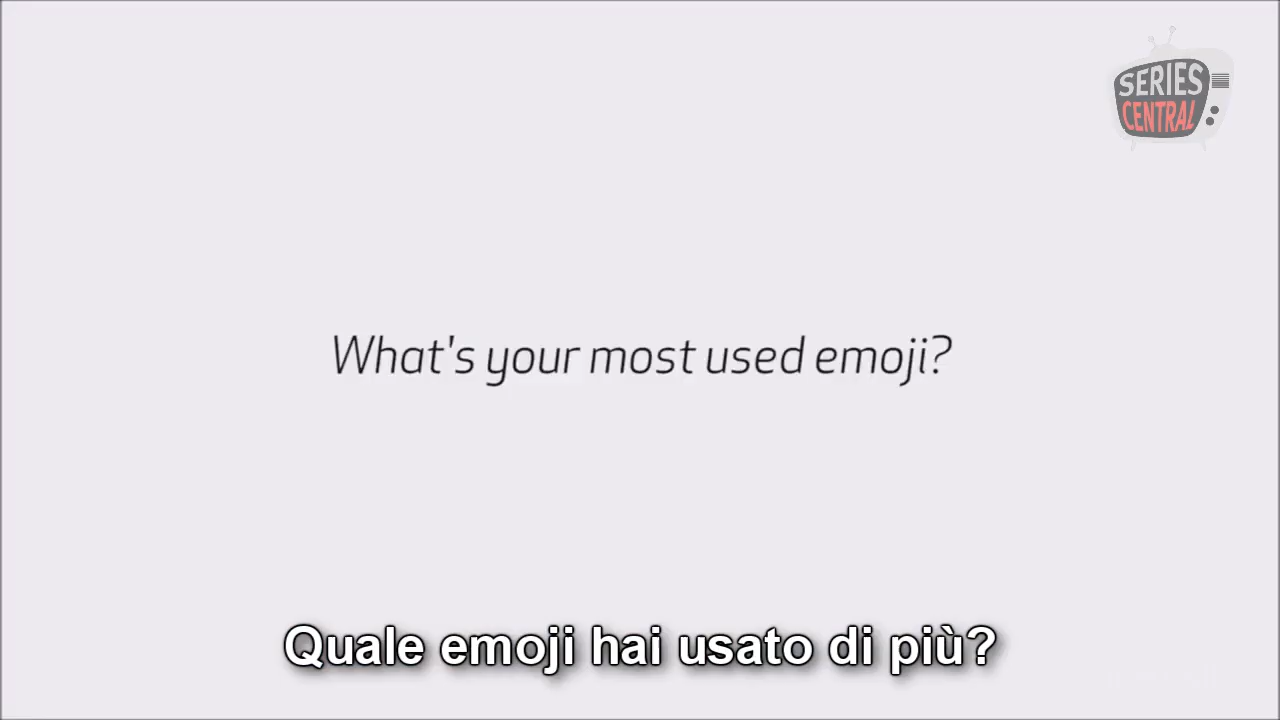 SERIES
CENTRAL
What's your most used emoji?
Quale emoji hai usato di più?